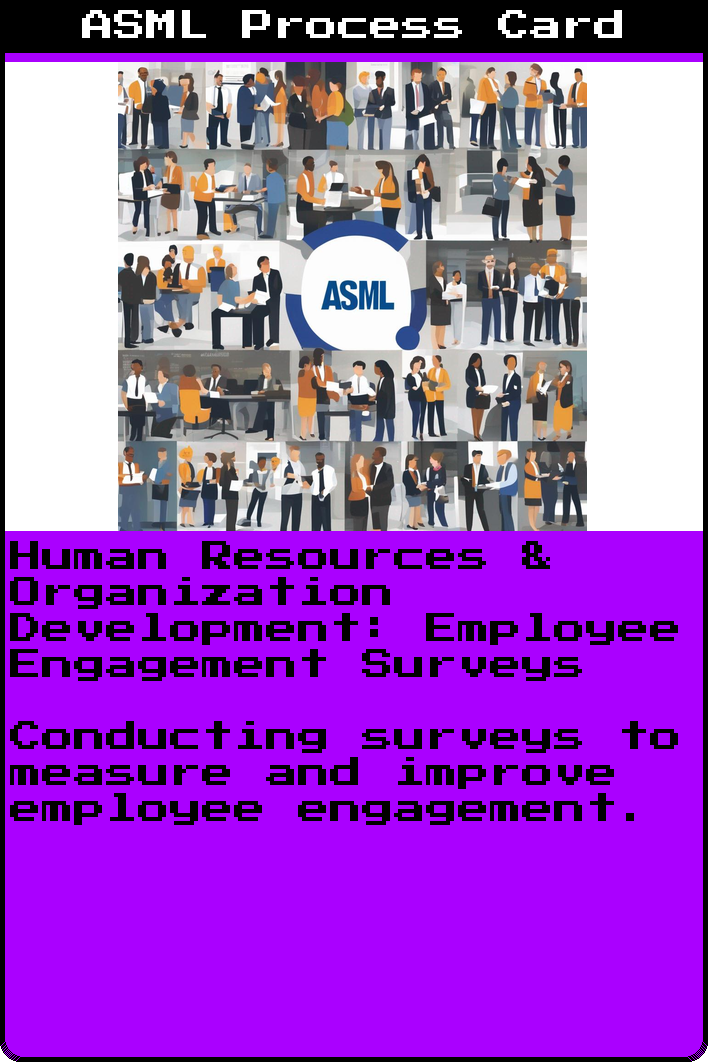 ASML Process Card
ASML
Human Resources &
Organization
Development: Employee
Engagement Surveys
Conducting surveys to
measure and improve
employee engagement.